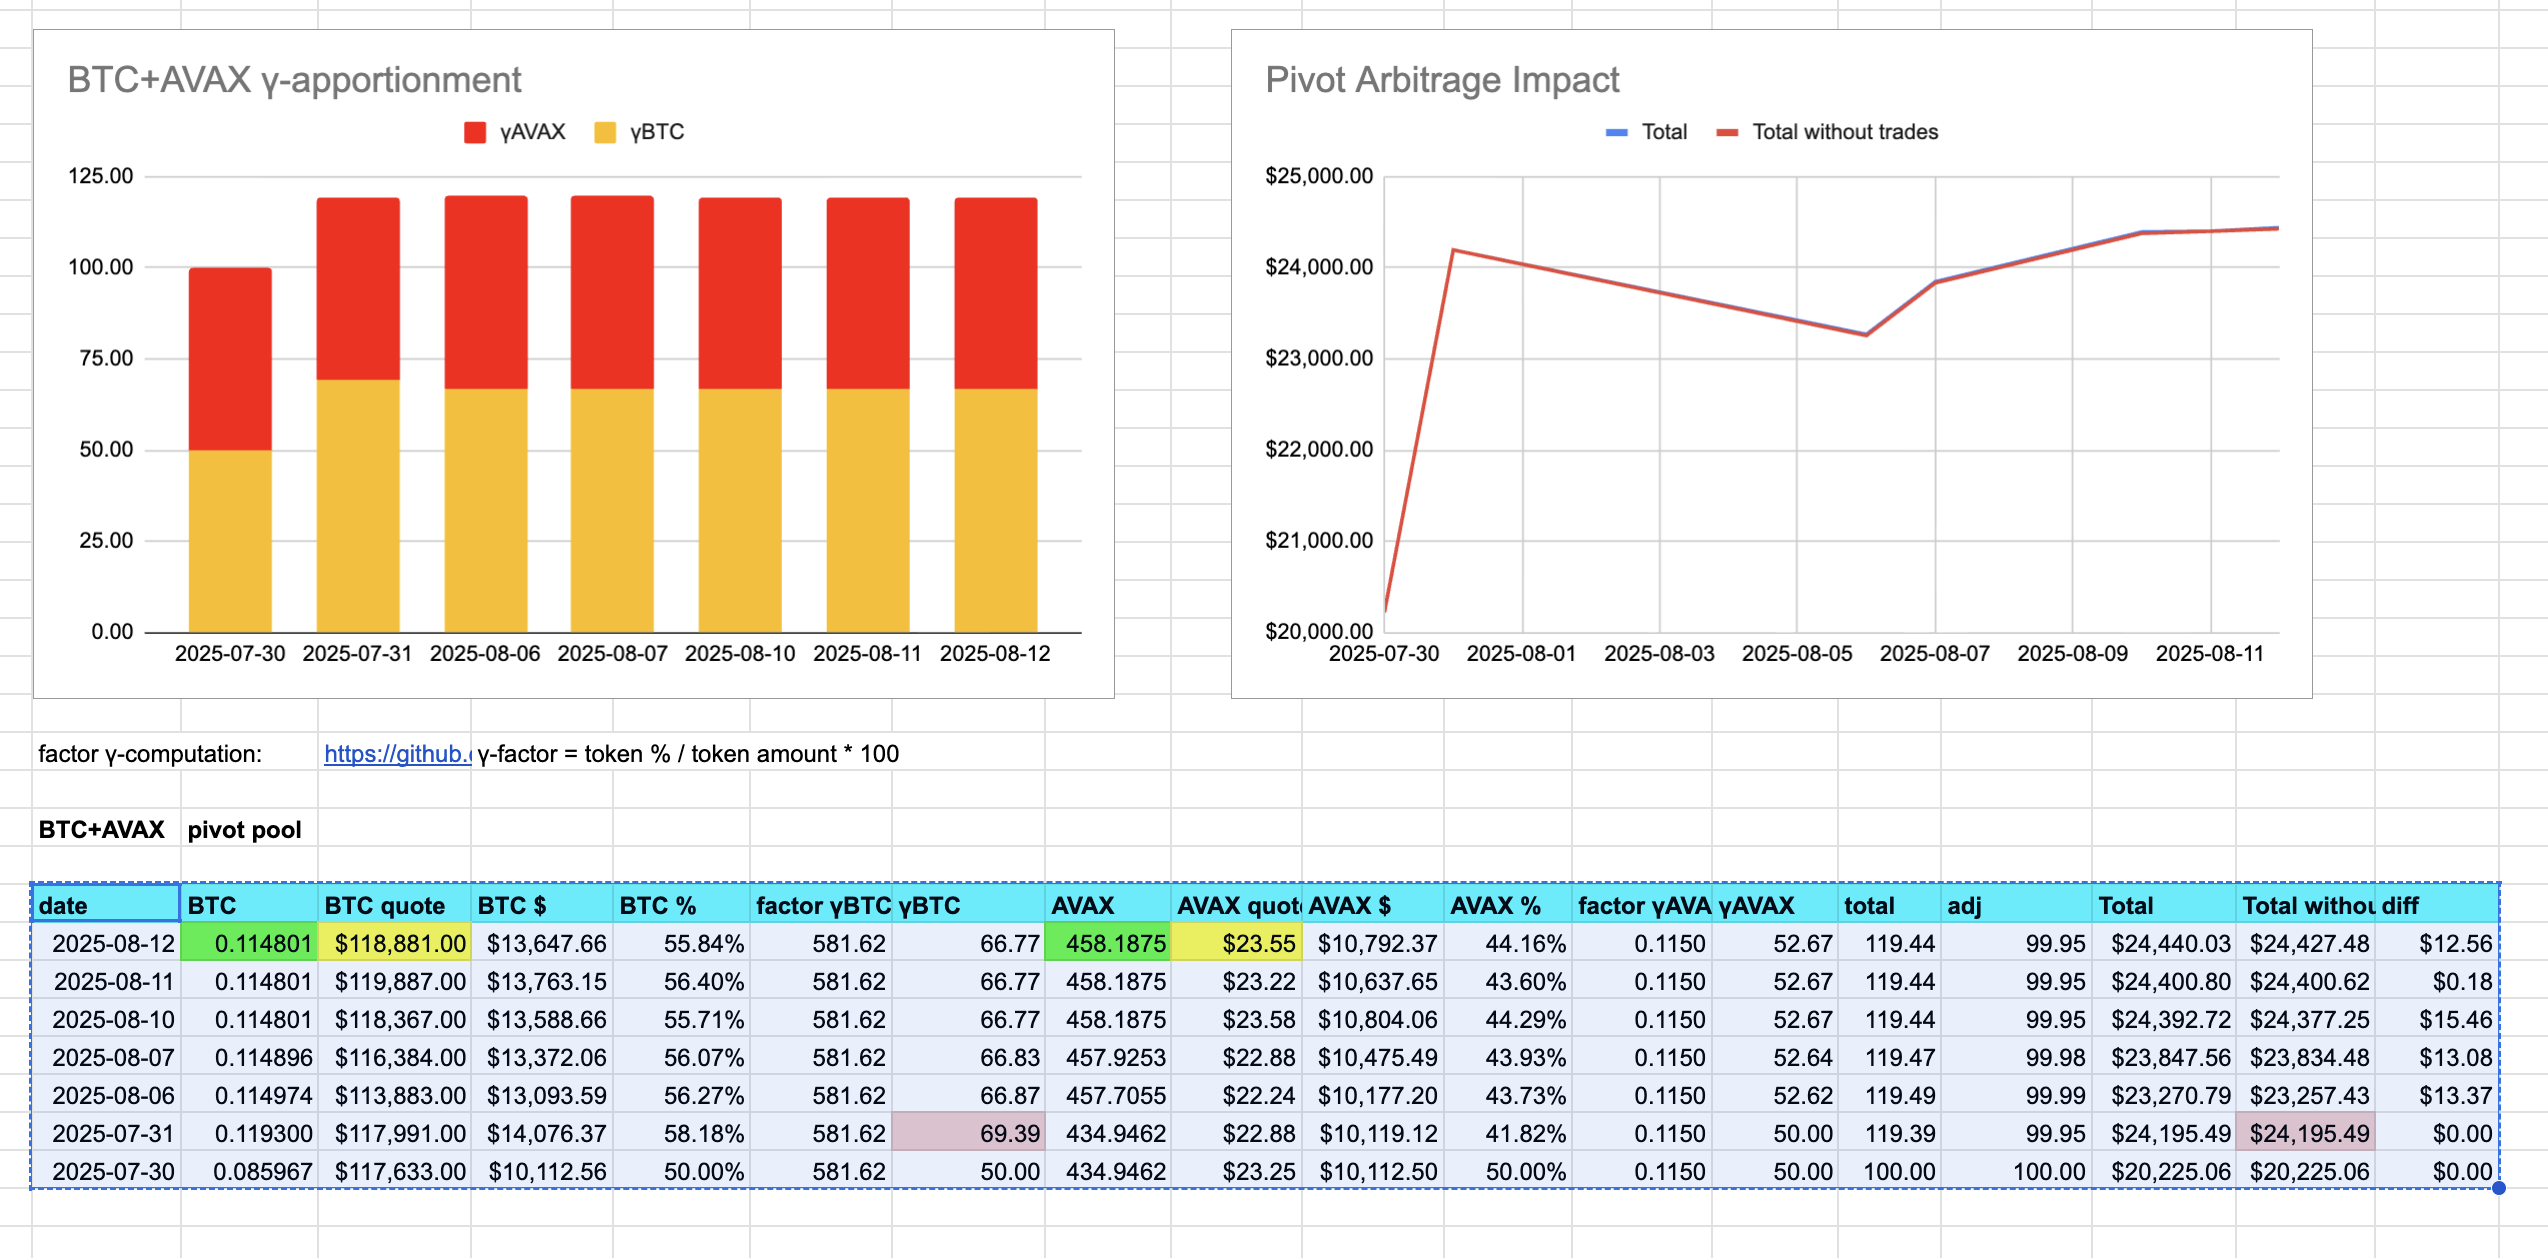 BTC+AVAX γ-apportionment
γAVAX γBTC
125.00
100.00
75.00
50.00
25.00
0.00
2025-07-30 2025-07-31 2025-08-06 2025-08-07 2025-08-10 2025-08-11 2025-08-12
Pivot Arbitrage Impact
Total Total without trades
$25,000.00
$24,000.00
$23,000.00
$22,000.00
$21,000.00
$20,000.00
2025-07-30 2025-08-01 2025-08-03 2025-08-05 2025-08-07 2025-08-09 2025-08-11
factor γ-computation: https://github. γ-factor = token % / token amount * 100
BTC+AVAX pivot pool
date BTC BTC quote BTC $ BTC % factor γBTC γBTC AVAX AVAX quot AVAX $ AVAX % factor γAVA γAVAX total adj Total Total withou diff
2025-08-12 0.114801 $118,881.00 $13,647.66 55.84% 581.62 66.77 458.1875 $23.55 $10,792.37 44.16% 0.1150 52.67 119.44 99.95 $24,440.03 $24,427.48 $12.56
2025-08-11 0.114801 $119,887.00 $13,763.15 56.40% 581.62 66.77 458.1875 $23.22 $10,637.65 43.60% 0.1150 52.67 119.44 99.95 $24,400.80 $24,400.62 $0.18
2025-08-10 0.114801 $118,367.00 $13,588.66 55.71% 581.62 66.77 458.1875 $23.58 $10,804.06 44.29% 0.1150 52.67 119.44 99.95 $24,392.72 $24,377.25 $15.46
2025-08-07 0.114896 $116,384.00 $13,372.06 56.07% 581.62 66.83 457.9253 $22.88 $10,475.49 43.93% 0.1150 52.64 119.47 99.98 $23,847.56 $23,834.48 $13.08
2025-08-06 0.114974 $113,883.00 $13,093.59 56.27% 581.62 66.87 457.7055 $22.24 $10,177.20 43.73% 0.1150 52.62 119.49 99.99 $23,270.79 $23,257.43 $13.37
2025-07-31 0.119300 $117,991.00 $14,076.37 58.18% 581.62 69.39 434.9462 $22.88 $10,119.12 41.82% 0.1150 50.00 119.39 99.95 $24,195.49 $24,195.49 $0.00
2025-07-30 0.085967 $117,633.00 $10,112.56 50.00% 581.62 50.00 434.9462 $23.25 $10,112.50 50.00% 0.1150 50.00 100.00 100.00 $20,225.06 $20,225.06 $0.00